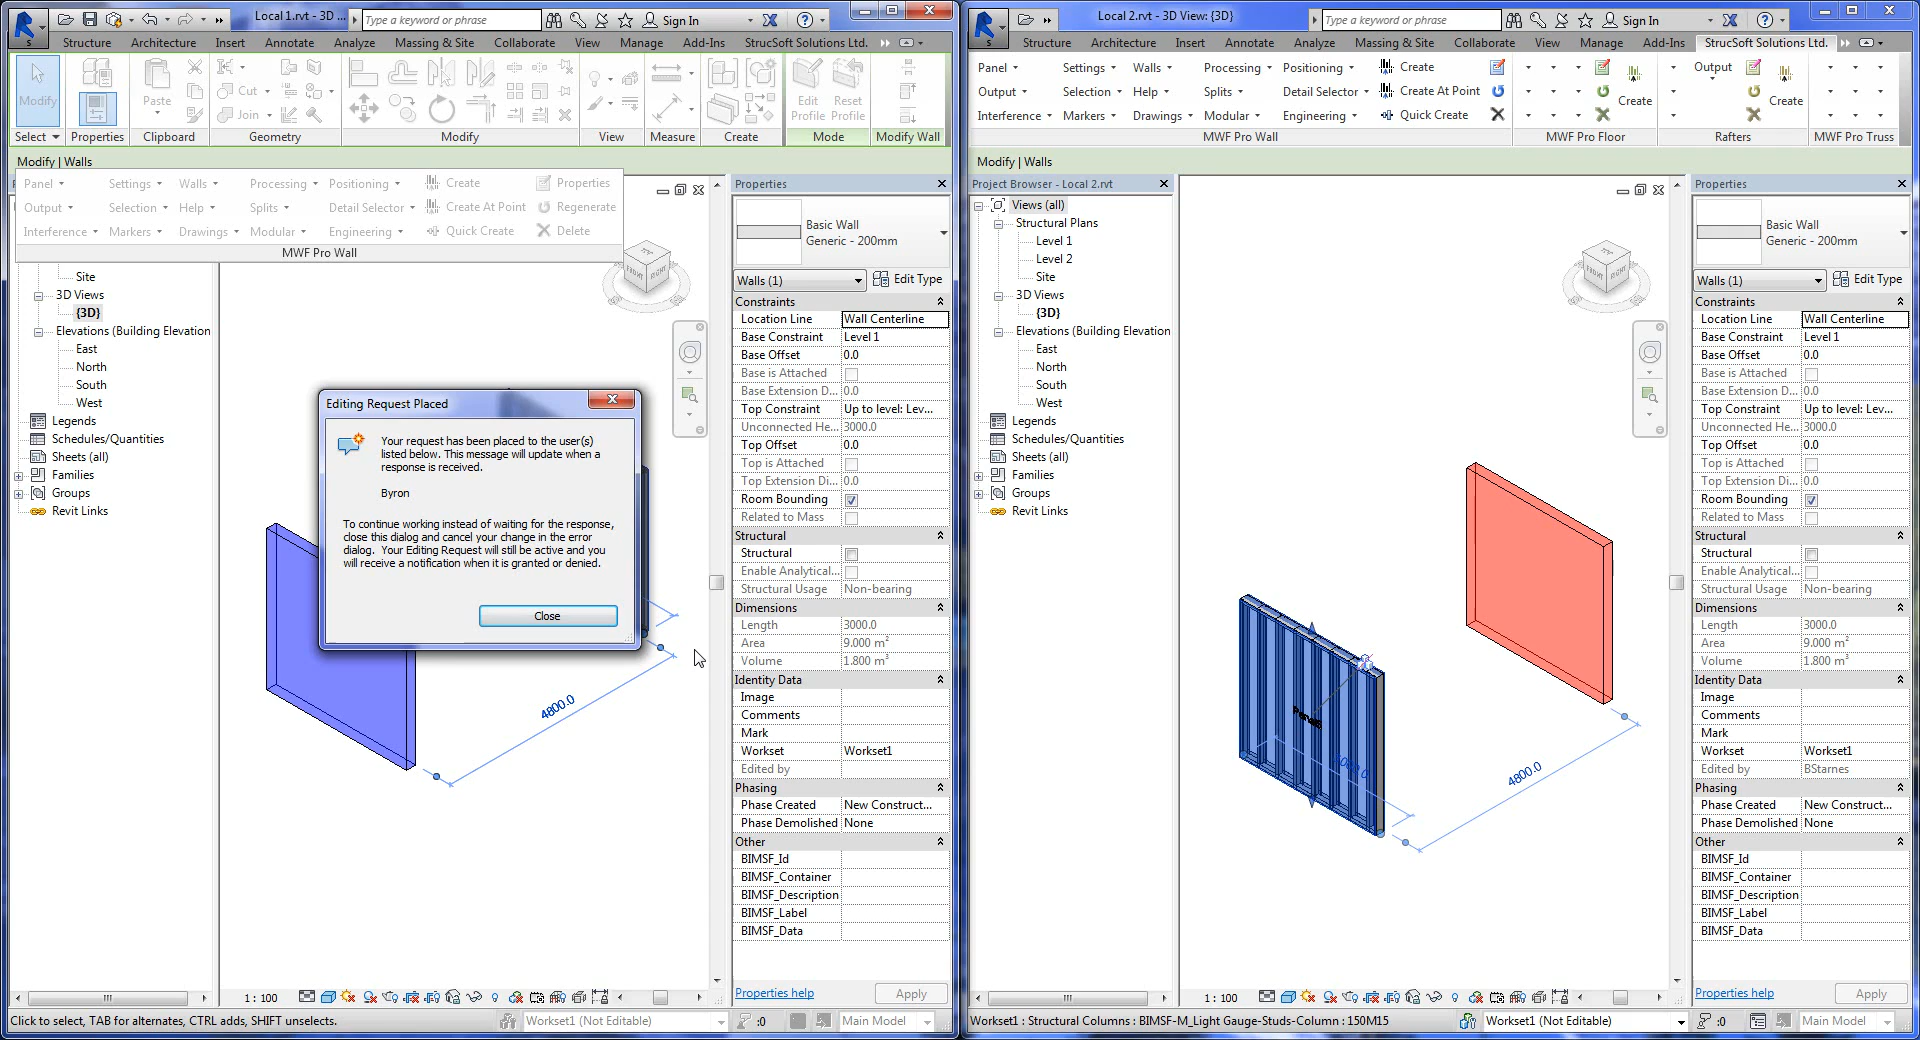 Local 1.rvt - 3D ...
Type a keyword or phrase
Sign In
Structure Architecture Insert Annotate Analyze Massing & Site Collaborate View Manage Add-Ins StrucSoft Solutions Ltd.
Modify
Paste
Cut
Join
Edit Profile
Reset Profile
Select Properties Clipboard Geometry Modify View Measure Create Mode Modify Wall
Modify | Walls
Panel Settings Walls Processing Positioning Create Properties
Output Selection Help Splits Detail Selector Create At Point Regenerate
Interference Markers Drawings Modular Engineering Quick Create Delete
MWF Pro Wall
Site
3D Views
{3D}
Elevations (Building Elevation
East
North
South
West
Legends
Schedules/Quantities
Sheets (all)
Families
Groups
Revit Links
FRONT
RIGHT
Editing Request Placed
Your request has been placed to the user(s)
listed below. This message will update when a
response is received.
Byron
To continue working instead of waiting for the response,
close this dialog and cancel your change in the error
dialog. Your Editing Request will still be active and you
will receive a notification when it is granted or denied.
Close
4800.0
Properties
Basic Wall
Generic - 200mm
Walls (1) Edit Type
Constraints
Location Line Wall Centerline
Base Constraint Level 1
Base Offset 0.0
Base is Attached
Base Extension D... 0.0
Top Constraint Up to level: Lev...
Unconnected He... 3000.0
Top Offset 0.0
Top is Attached
Top Extension Di... 0.0
Room Bounding
Related to Mass
Structural
Structural
Enable Analytical...
Structural Usage Non-bearing
Dimensions
Length 3000.0
Area 9.000 m²
Volume 1.800 m³
Identity Data
Image
Comments
Mark
Workset Workset1
Edited by
Phasing
Phase Created New Construct...
Phase Demolished None
Other
BIMSF_Id
BIMSF_Container
BIMSF_Description
BIMSF_Label
BIMSF_Data
Properties help Apply
1 : 100
Click to select, TAB for alternates, CTRL adds, SHIFT unselects.
Workset1 (Not Editable)
:0
Main Model
Local 2.rvt - 3D View: {3D}
Type a keyword or phrase
Sign In
Structure Architecture Insert Annotate Analyze Massing & Site Collaborate View Manage Add-Ins StrucSoft Solutions Ltd.
Panel Settings Walls Processing Positioning Create Output
Output Selection Help Splits Detail Selector Create At Point Create Create
Interference Markers Drawings Modular Engineering Quick Create
MWF Pro Wall MWF Pro Floor Rafters MWF Pro Truss
Modify | Walls
Project Browser - Local 2.rvt
Views (all)
Structural Plans
Level 1
Level 2
Site
3D Views
{3D}
Elevations (Building Elevation
East
North
South
West
Legends
Schedules/Quantities
Sheets (all)
Families
Groups
Revit Links
FRONT
RIGHT
4800.0
Properties
Basic Wall
Generic - 200mm
Walls (1) Edit Type
Constraints
Location Line Wall Centerline
Base Constraint Level 1
Base Offset 0.0
Base is Attached
Base Extension D... 0.0
Top Constraint Up to level: Lev...
Unconnected He... 3000.0
Top Offset 0.0
Top is Attached
Top Extension Di... 0.0
Room Bounding
Related to Mass
Structural
Structural
Enable Analytical...
Structural Usage Non-bearing
Dimensions
Length 3000.0
Area 9.000 m²
Volume 1.800 m³
Identity Data
Image
Comments
Mark
Workset Workset1
Edited by BStarnes
Phasing
Phase Created New Construct...
Phase Demolished None
Other
BIMSF_Id
BIMSF_Container
BIMSF_Description
BIMSF_Label
BIMSF_Data
Properties help Apply
1 : 100
Workset1 : Structural Columns : BIMSF-M_Light Gauge-Studs-Column : 150M15
Workset1 (Not Editable)
:0
Main Model